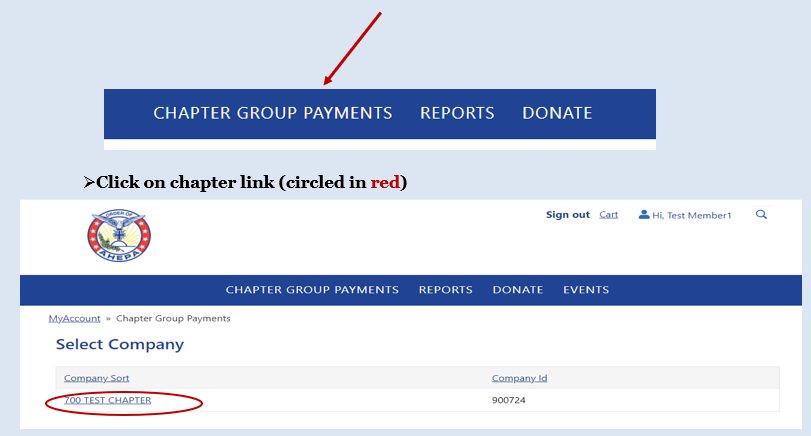 CHAPTER GROUP PAYMENTS REPORTS DONATE
➢Click on chapter link (circled in red)
ORDER OF
AHEPA
Sign out Cart Hi, Test Member1
CHAPTER GROUP PAYMENTS REPORTS DONATE EVENTS
MyAccount » Chapter Group Payments
Select Company
Company Sort Company Id
700 TEST CHAPTER 900724